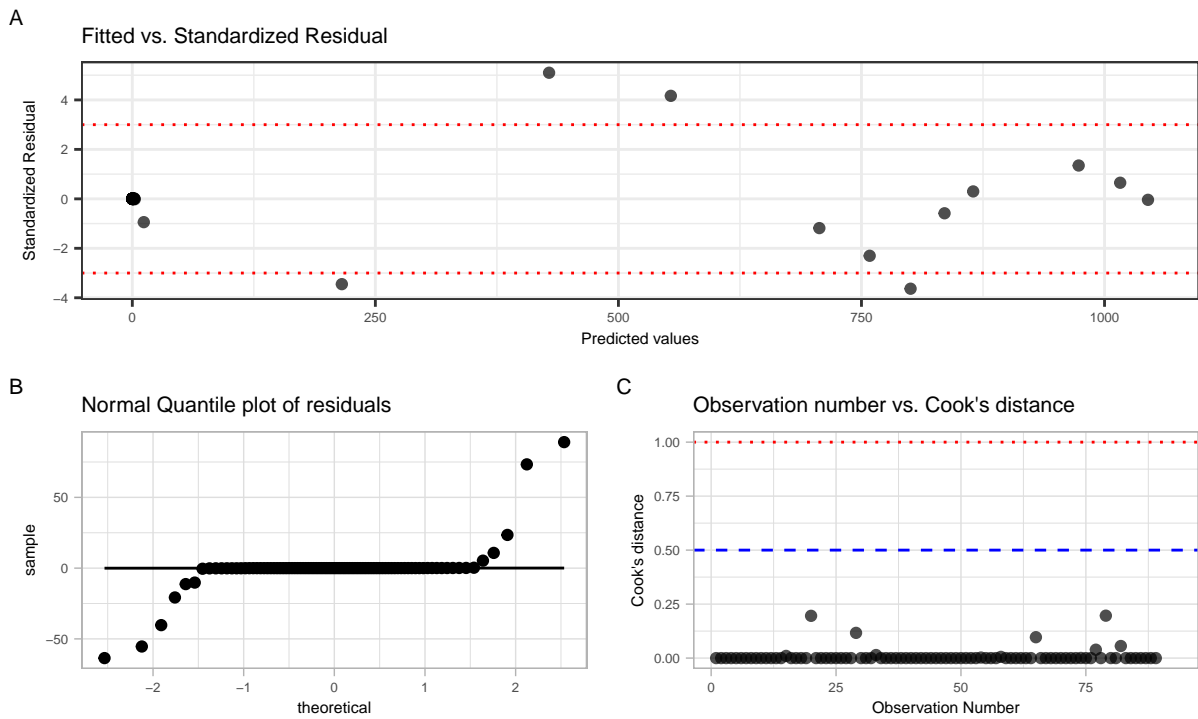 A
Fitted vs. Standardized Residual
Standardized Residual
4
2
0
−2
−4
0 250 500 750 1000
Predicted values
B
Normal Quantile plot of residuals
sample
50
0
−50
−2 −1 0 1 2
theoretical
C
Observation number vs. Cook's distance
Cook's distance
1.00
0.75
0.50
0.25
0.00
0 25 50 75
Observation Number